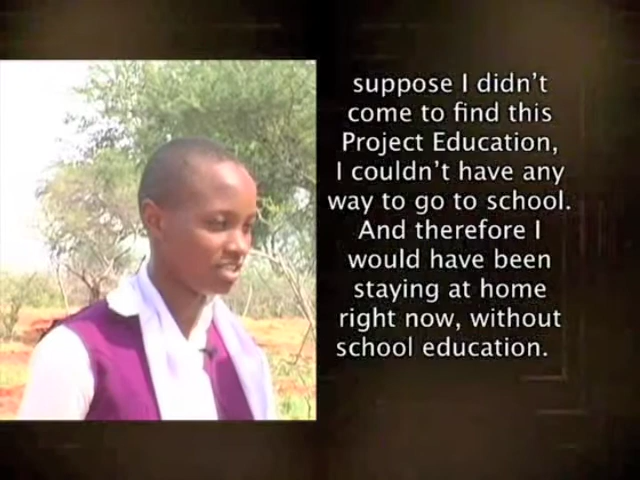 suppose I didn't
come to find this
Project Education,
I couldn't have any
way to go to school.
And therefore I
would have been
staying at home
right now, without
school education.